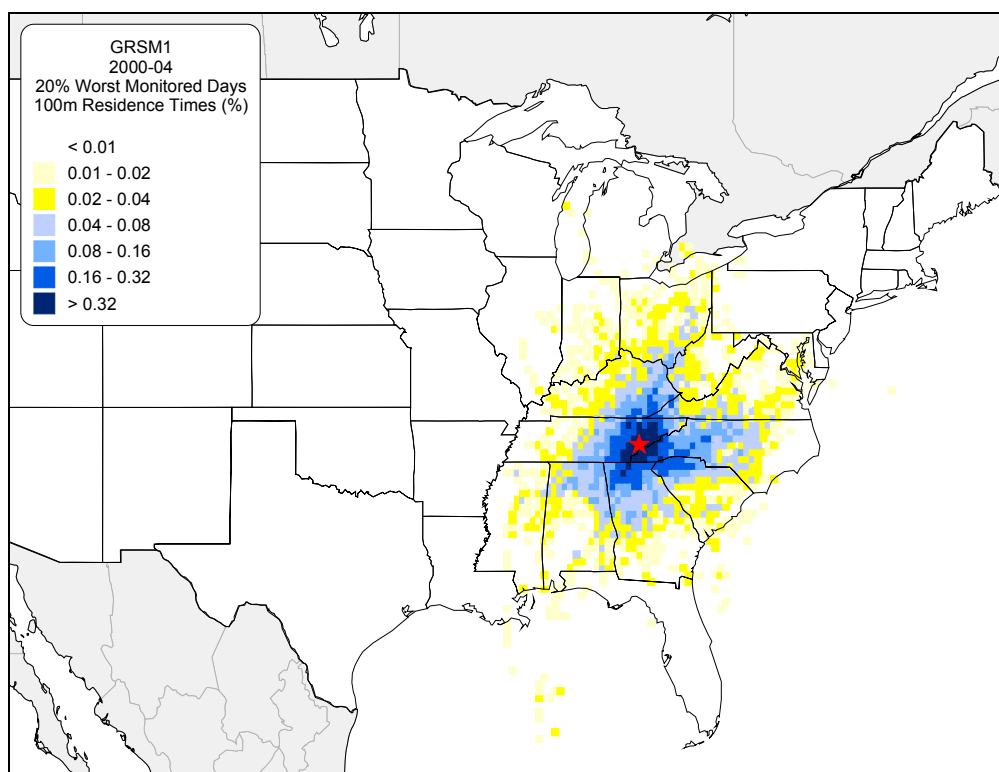 GRSM1
2000-04
20% Worst Monitored Days
100m Residence Times (%)
< 0.01
0.01 - 0.02
0.02 - 0.04
0.04 - 0.08
0.08 - 0.16
0.16 - 0.32
> 0.32